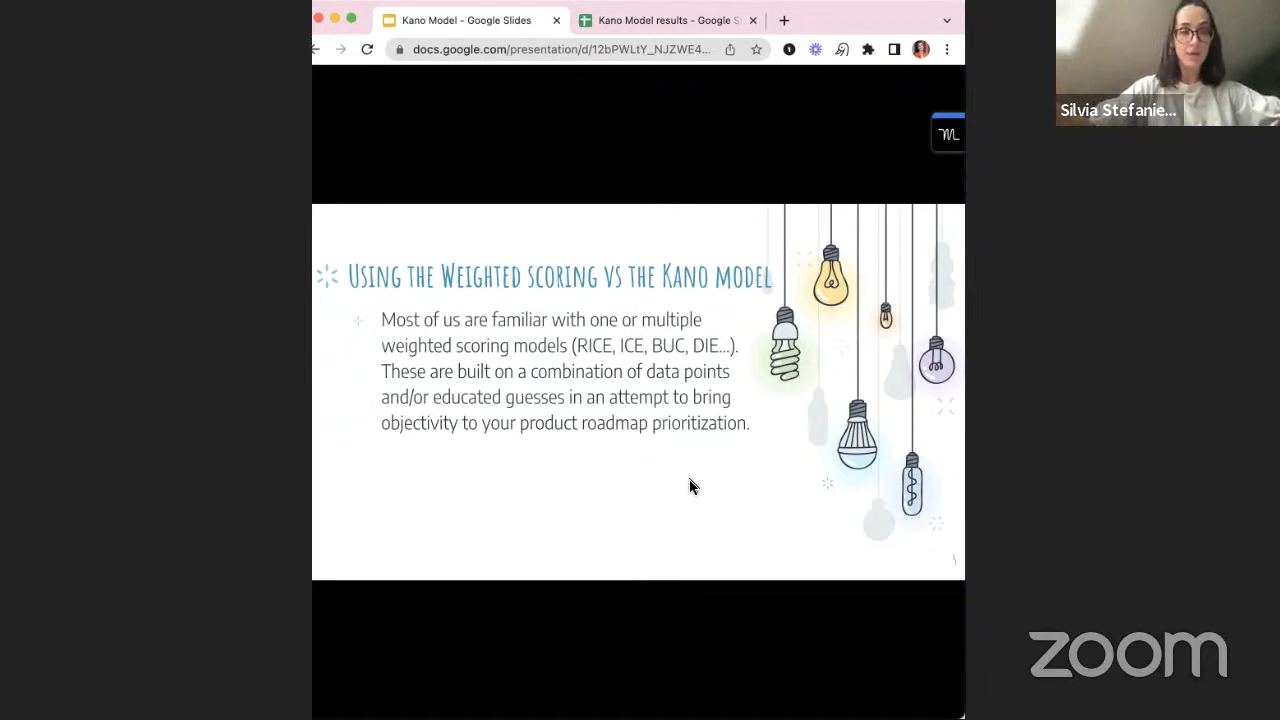 Kano Model - Google Slides
Kano Model results - Google S
docs.google.com/presentation/d/12bPWLtY_NJZWE4...
Silvia Stefanie...
Using the Weighted scoring vs the Kano model
Most of us are familiar with one or multiple
weighted scoring models (RICE, ICE, BUC, DIE…).
These are built on a combination of data points
and/or educated guesses in an attempt to bring
objectivity to your product roadmap prioritization.
zoom